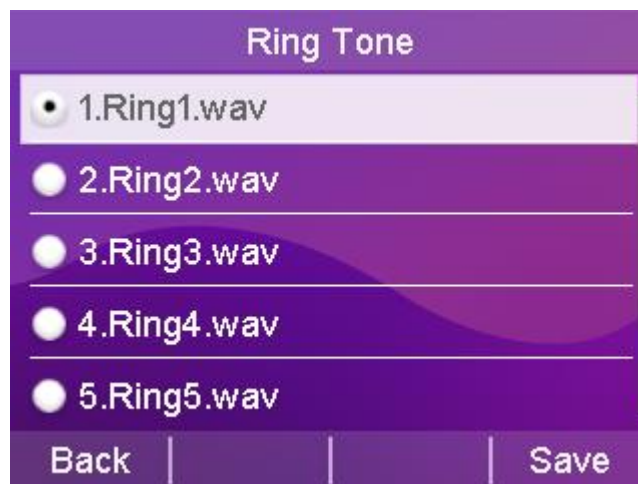 Ring Tone
1.Ring1.wav
2.Ring2.wav
3.Ring3.wav
4.Ring4.wav
5.Ring5.wav
Back Save